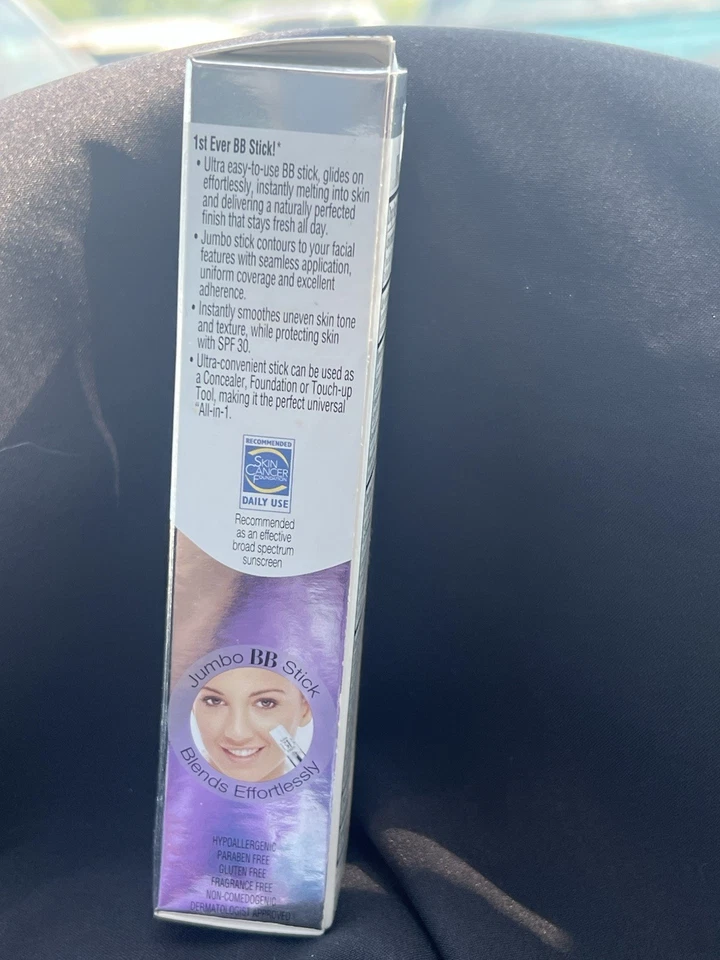 1st Ever BB Stick!*
• Ultra easy-to-use BB stick, glides on
effortlessly, instantly melting into skin
and delivering a naturally perfected
finish that stays fresh all day.
• Jumbo stick contours to your facial
features with seamless application,
uniform coverage and excellent
adherence.
• Instantly smoothes uneven skin tone
and texture, while protecting skin
with SPF 30.
• Ultra-convenient stick can be used as
a Concealer, Foundation or Touch-up
Tool, making it the perfect universal
“All-in-1.
RECOMMENDED
SKIN
CANCER
FOUNDATION
DAILY USE
Recommended
as an effective
broad spectrum
sunscreen
Jumbo BB Stick
Blends Effortlessly
HYPOALLERGENIC
PARABEN FREE
GLUTEN FREE
FRAGRANCE FREE
NON-COMEDOGENIC
DERMATOLOGIST APPROVED